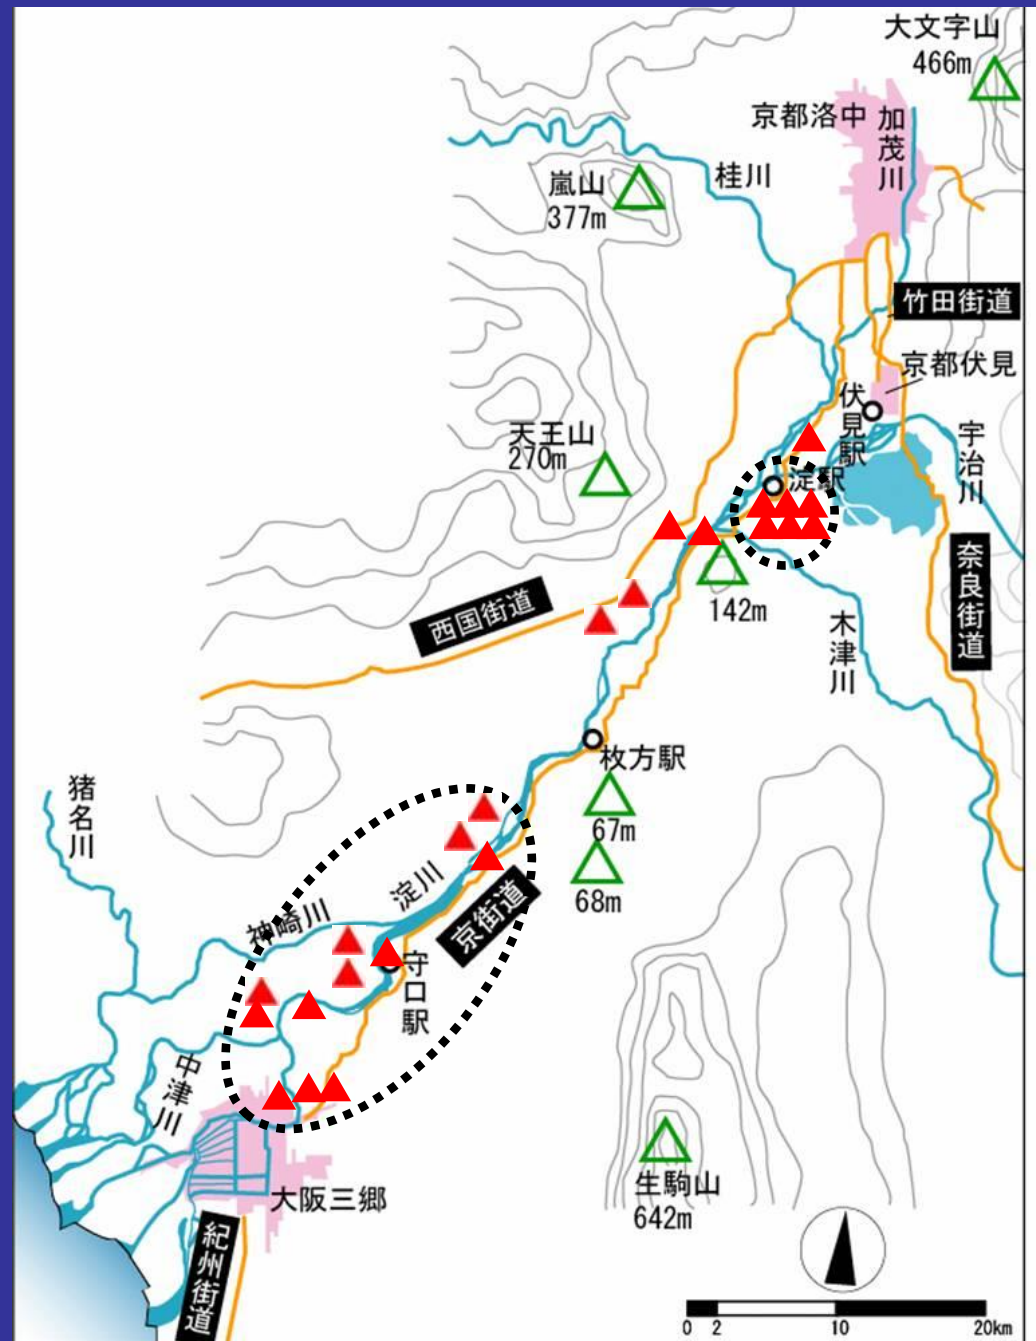 大文字山
466m
京都洛中
加茂川
桂川
嵐山
377m
竹田街道
京都伏見
伏見駅
宇治川
天王山
270m
淀駅
奈良街道
142m
西国街道
木津川
枚方駅
67m
68m
猪名川
淀川
京街道
神崎川
守口駅
中津川
大阪三郷
生駒山
642m
紀州街道
0 2 10 20km